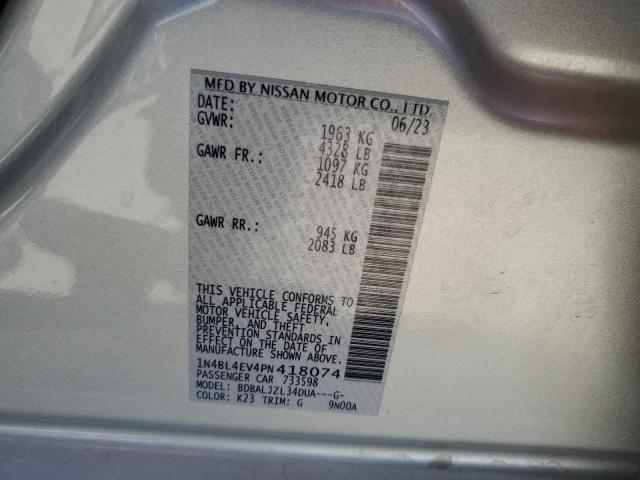 MFD BY NISSAN MOTOR CO., LTD.
DATE: 06/23
GVWR: 1963 KG
4328 LB
GAWR FR.: 1097 KG
2418 LB
GAWR RR.: 945 KG
2083 LB
THIS VEHICLE CONFORMS TO
ALL APPLICABLE FEDERAL
MOTOR VEHICLE SAFETY,
BUMPER, AND THEFT
PREVENTION STANDARDS IN
EFFECT ON THE DATE OF
MANUFACTURE SHOWN ABOVE.
1N4BL4EV4PN418074
PASSENGER CAR 733598
MODEL: BDBALJZL34DUA---G-
COLOR: K23 TRIM: G 9N00A